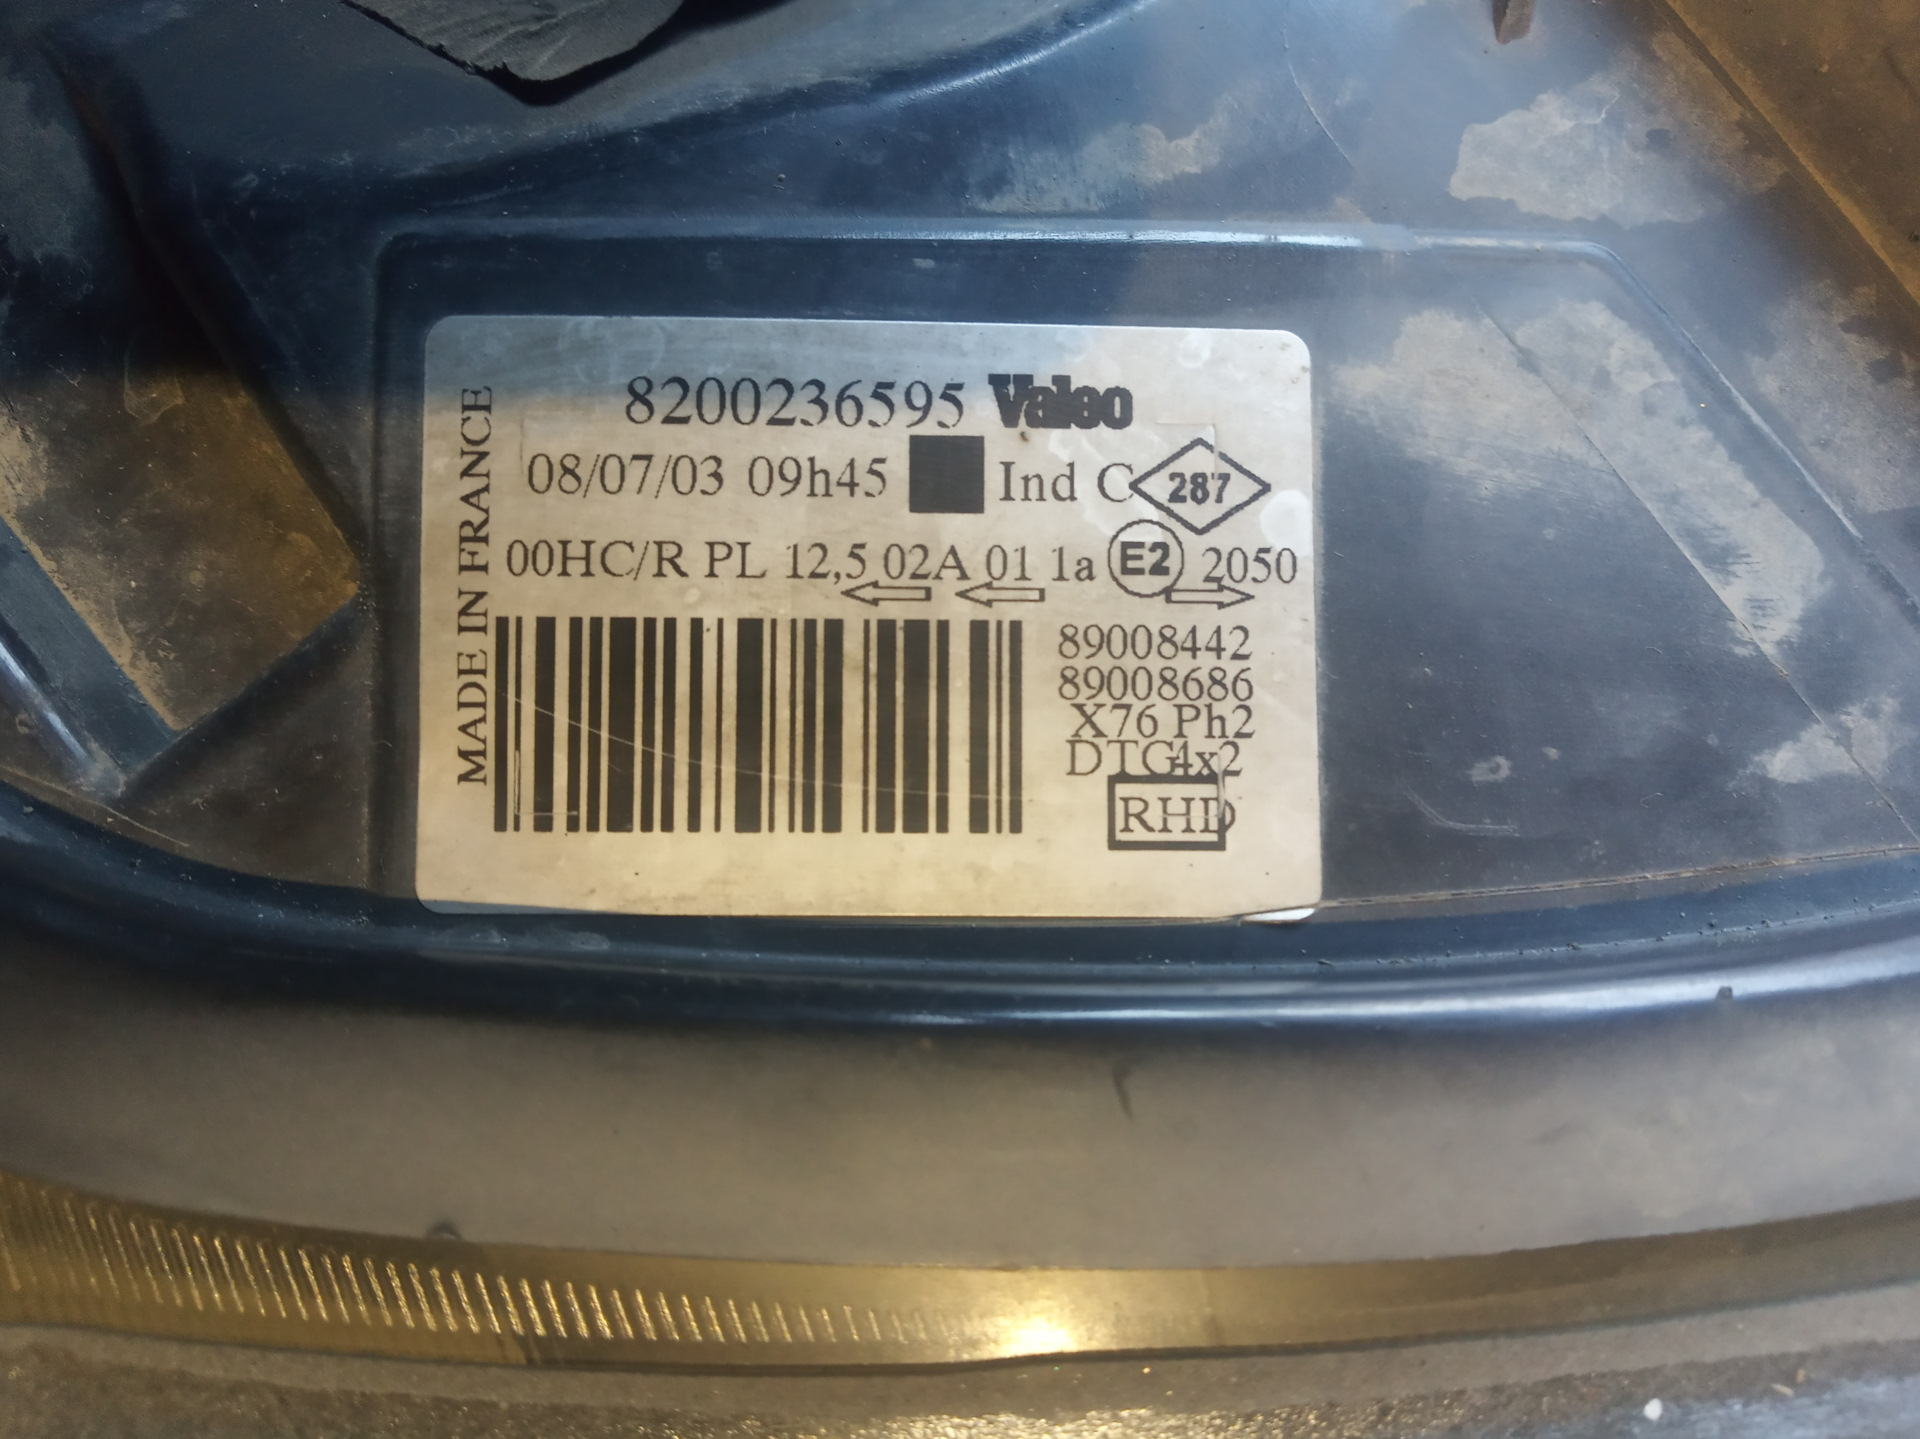 MADE IN FRANCE
8200236595 Valeo
08/07/03 09h45 Ind C 287
00HC/R PL 12,5 02A 01 1a E2 2050
89008442
89008686
X76 Ph2
DTG4x2
RHD